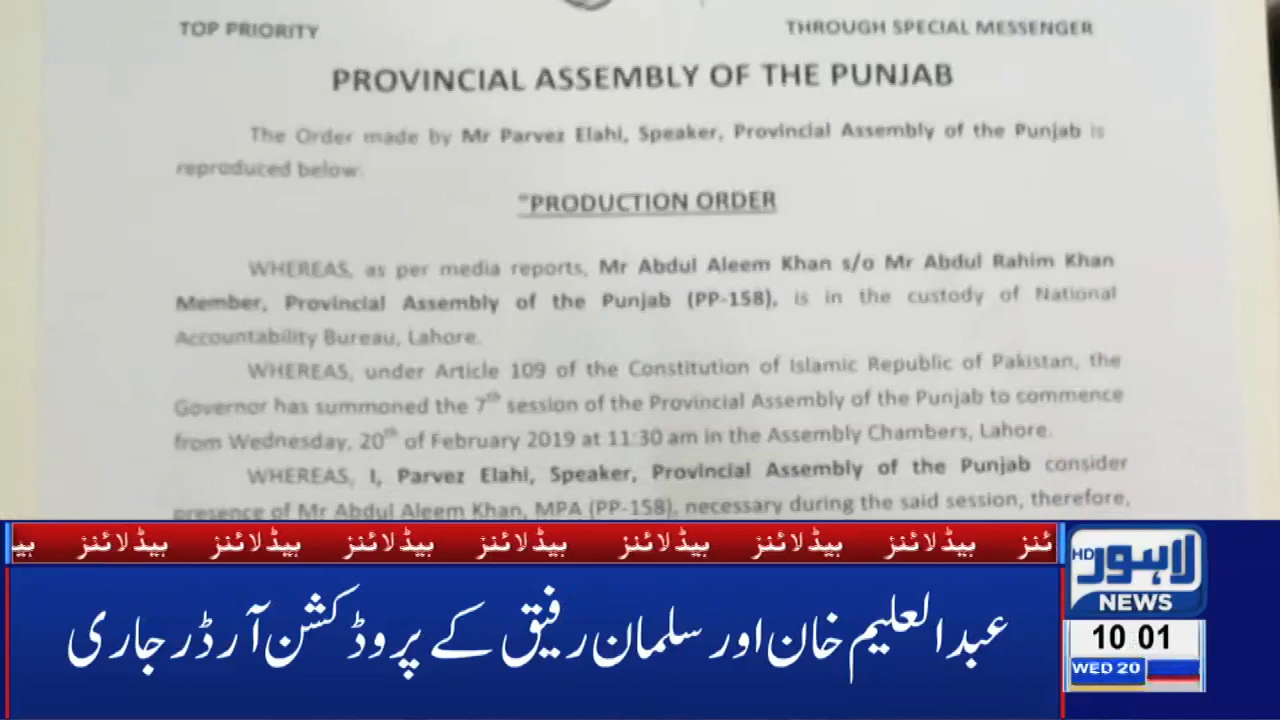 TOP PRIORITY THROUGH SPECIAL MESSENGER
PROVINCIAL ASSEMBLY OF THE PUNJAB
The Order made by Mr Parvez Elahi, Speaker, Provincial Assembly of the Punjab is
reproduced below:
"PRODUCTION ORDER
WHEREAS, as per media reports, Mr Abdul Aleem Khan s/o Mr Abdul Rahim Khan
Member, Provincial Assembly of the Punjab (PP-158), is in the custody of National
Accountability Bureau, Lahore.
WHEREAS, under Article 109 of the Constitution of Islamic Republic of Pakistan, the
Governor has summoned the 7th session of the Provincial Assembly of the Punjab to commence
from Wednesday, 20th of February 2019 at 11:30 am in the Assembly Chambers, Lahore.
WHEREAS, I, Parvez Elahi, Speaker, Provincial Assembly of the Punjab consider
presence of Mr Abdul Aleem Khan, MPA (PP-158), necessary during the said session, therefore,
ئنز ہیڈلائنز ہیڈلائنز ہیڈلائنز ہیڈلائنز ہیڈلائنز ہیڈلائنز ہیڈلائنز ہیڈ
عبدالعلیم خان اور سلمان رفیق کے پروڈکشن آرڈر جاری
لاہور HD
NEWS
10 01
WED 20